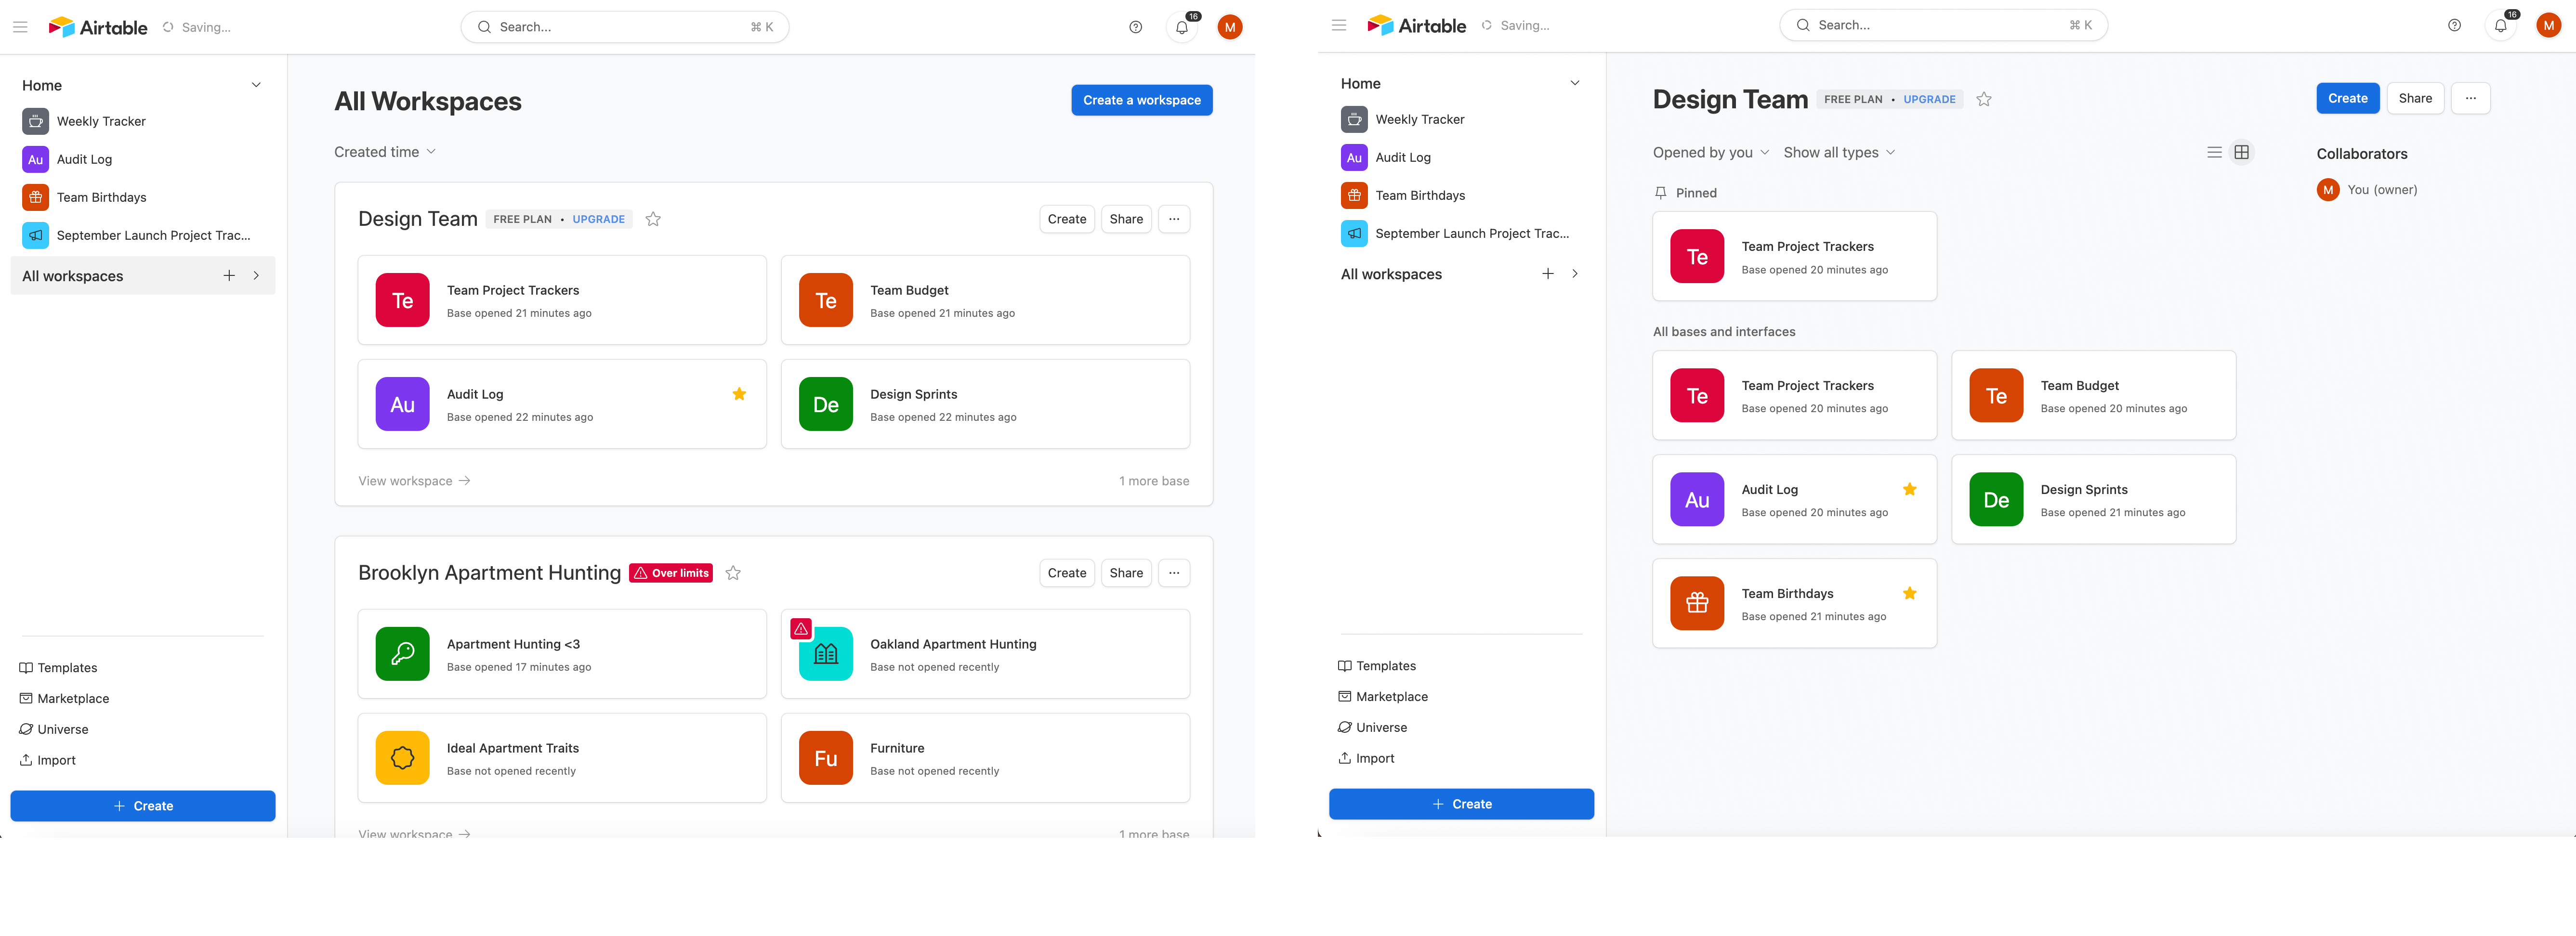 Airtable
Saving...
Search...
⌘ K
16
M
Home
Weekly Tracker
Au
Audit Log
Team Birthdays
September Launch Project Trac...
All workspaces
Templates
Marketplace
Universe
Import
Create
All Workspaces
Create a workspace
Created time
Design Team FREE PLAN • UPGRADE
Create
Share
Te
Team Project Trackers
Base opened 21 minutes ago
Te
Team Budget
Base opened 21 minutes ago
Au
Audit Log
Base opened 22 minutes ago
De
Design Sprints
Base opened 22 minutes ago
View workspace
1 more base
Brooklyn Apartment Hunting Over limits
Create
Share
Apartment Hunting <3
Base opened 17 minutes ago
Oakland Apartment Hunting
Base not opened recently
Ideal Apartment Traits
Base not opened recently
Fu
Furniture
Base not opened recently
View workspace
1 more base
Airtable
Saving...
Search...
⌘ K
16
M
Home
Weekly Tracker
Au
Audit Log
Team Birthdays
September Launch Project Trac...
All workspaces
Templates
Marketplace
Universe
Import
Create
Design Team FREE PLAN • UPGRADE
Create
Share
Opened by you
Show all types
Pinned
Te
Team Project Trackers
Base opened 20 minutes ago
All bases and interfaces
Te
Team Project Trackers
Base opened 20 minutes ago
Te
Team Budget
Base opened 20 minutes ago
Au
Audit Log
Base opened 20 minutes ago
De
Design Sprints
Base opened 21 minutes ago
Team Birthdays
Base opened 21 minutes ago
Collaborators
M
You (owner)